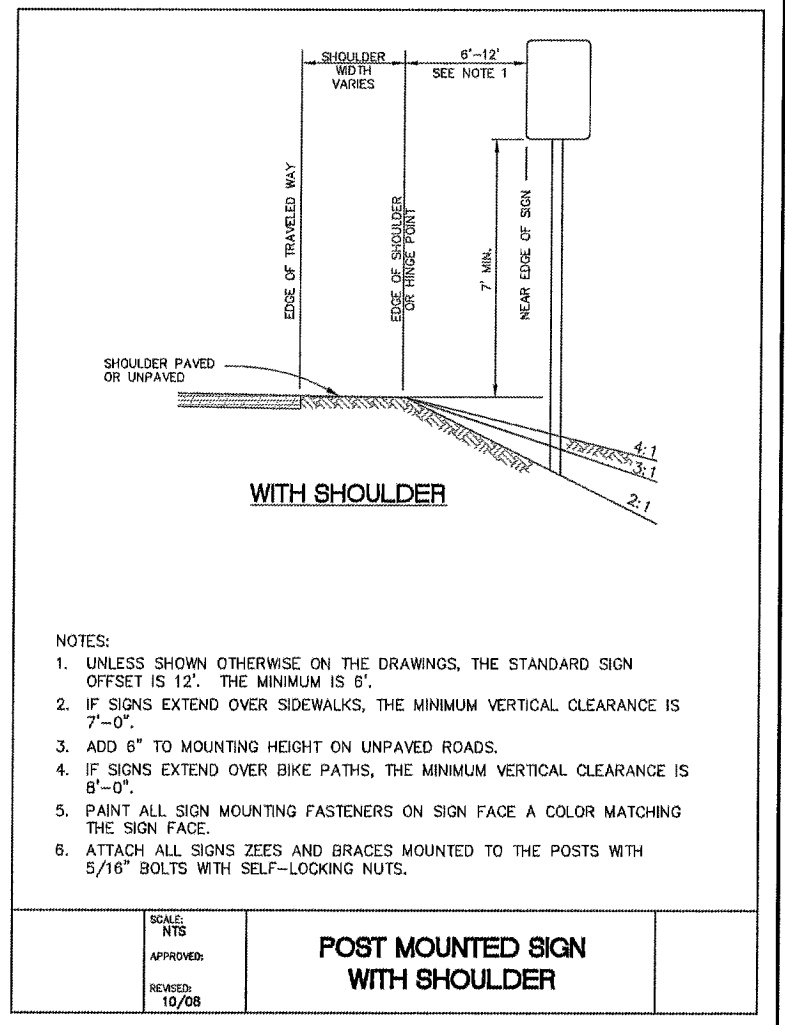 SHOULDER
WIDTH
VARIES
6'-12'
SEE NOTE 1
EDGE OF TRAVELED WAY
EDGE OF SHOULDER
OR HINGE POINT
7' MIN.
NEAR EDGE OF SIGN
SHOULDER PAVED
OR UNPAVED
4:1
3:1
2:1
WITH SHOULDER
NOTES:
1. UNLESS SHOWN OTHERWISE ON THE DRAWINGS, THE STANDARD SIGN
OFFSET IS 12'. THE MINIMUM IS 6'.
2. IF SIGNS EXTEND OVER SIDEWALKS, THE MINIMUM VERTICAL CLEARANCE IS
7'-0".
3. ADD 6" TO MOUNTING HEIGHT ON UNPAVED ROADS.
4. IF SIGNS EXTEND OVER BIKE PATHS, THE MINIMUM VERTICAL CLEARANCE IS
8'-0".
5. PAINT ALL SIGN MOUNTING FASTENERS ON SIGN FACE A COLOR MATCHING
THE SIGN FACE.
6. ATTACH ALL SIGNS ZEES AND BRACES MOUNTED TO THE POSTS WITH
5/16" BOLTS WITH SELF-LOCKING NUTS.
SCALE:
NTS
APPROVED:
REVISED:
10/08
POST MOUNTED SIGN
WITH SHOULDER